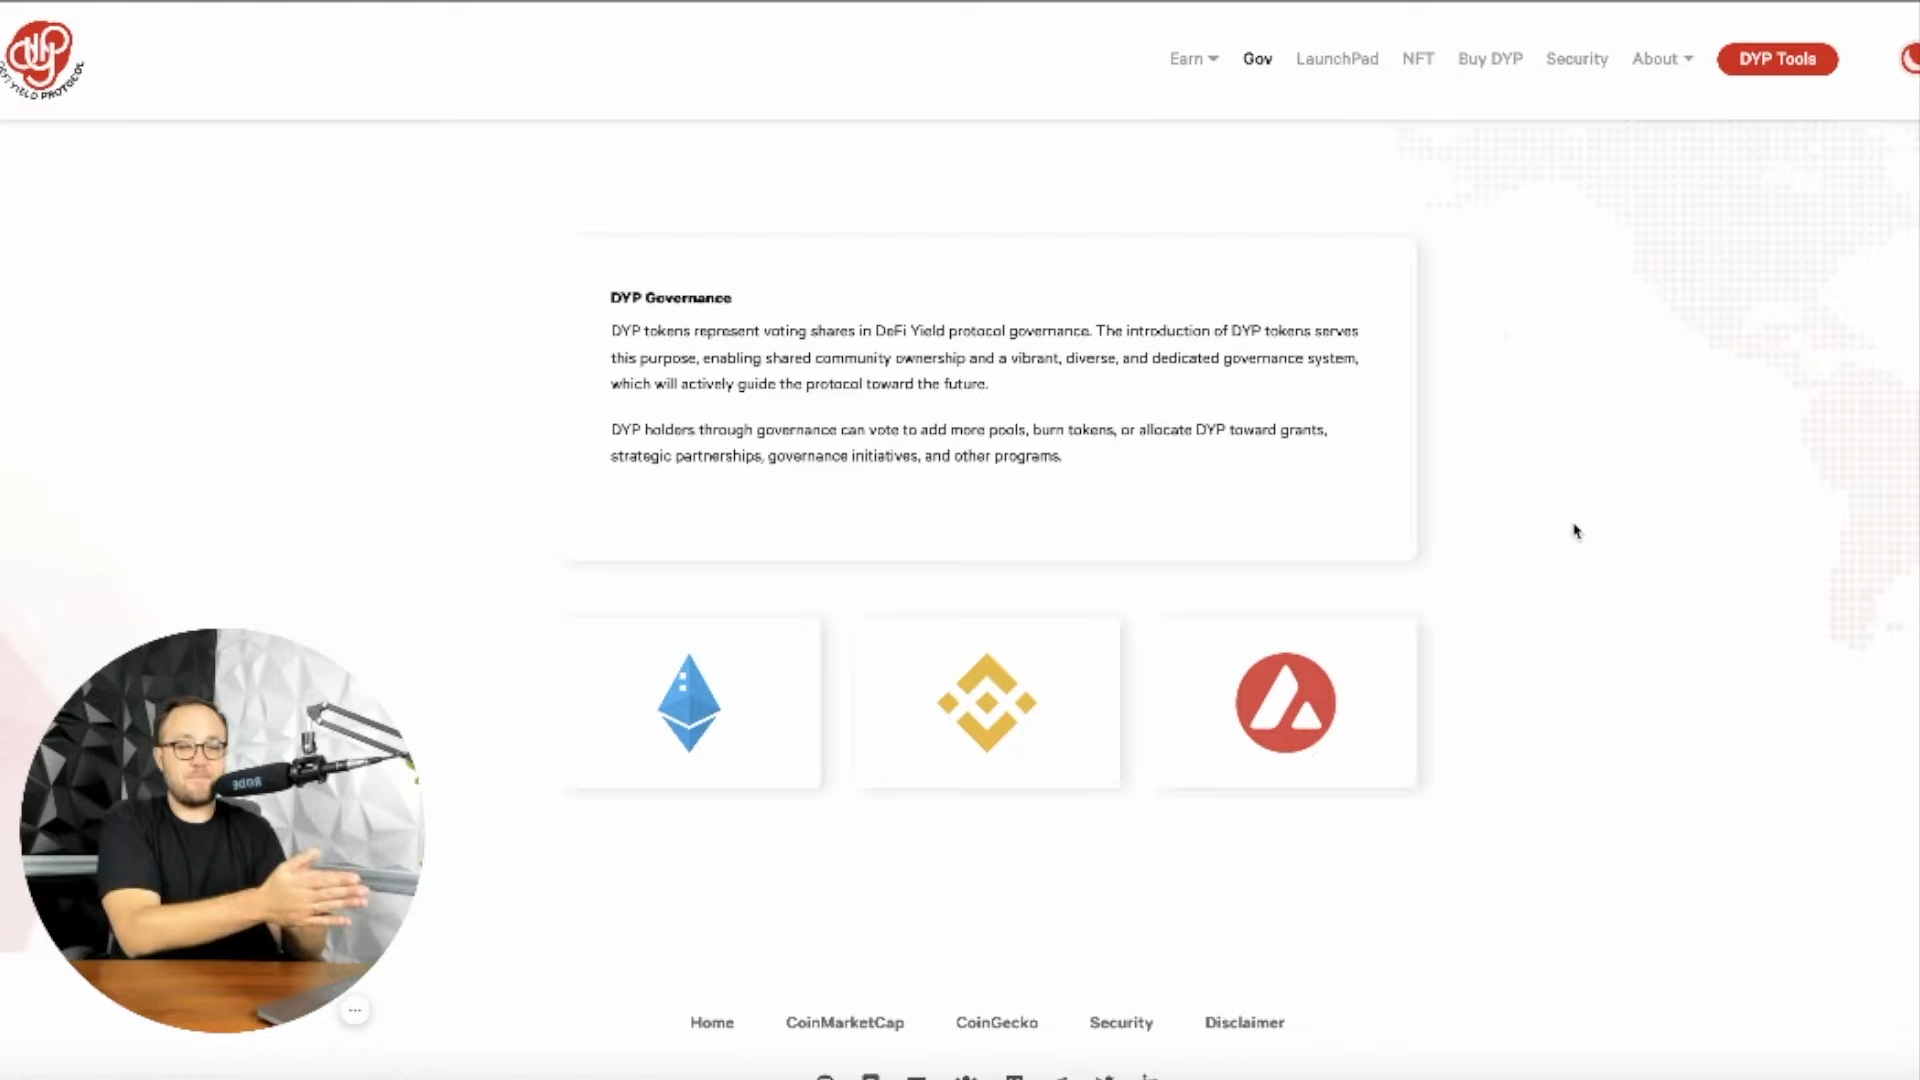 DEFI YIELD PROTOCOL
Earn Gov LaunchPad NFT Buy DYP Security About DYP Tools
DYP Governance
DYP tokens represent voting shares in DeFi Yield protocol governance. The introduction of DYP tokens serves
this purpose, enabling shared community ownership and a vibrant, diverse, and dedicated governance system,
which will actively guide the protocol toward the future.
DYP holders through governance can vote to add more pools, burn tokens, or allocate DYP toward grants,
strategic partnerships, governance initiatives, and other programs.
RODE
Home CoinMarketCap CoinGecko Security Disclaimer